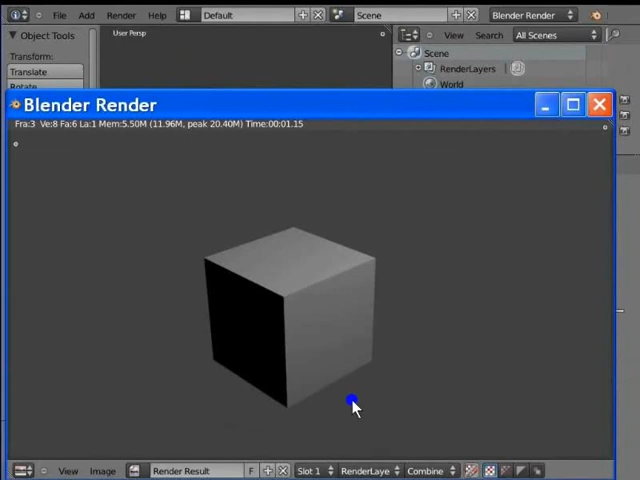 File Add Render Help Default Scene Blender Render
Object Tools User Persp View Search All Scenes
Transform: Scene
Translate RenderLayers
Rotate World
Blender Render
Fra:3 Ve:8 Fa:6 La:1 Mem:5.50M (11.96M, peak 20.40M) Time:00:01.15
View Image Render Result F Slot 1 RenderLaye Combine